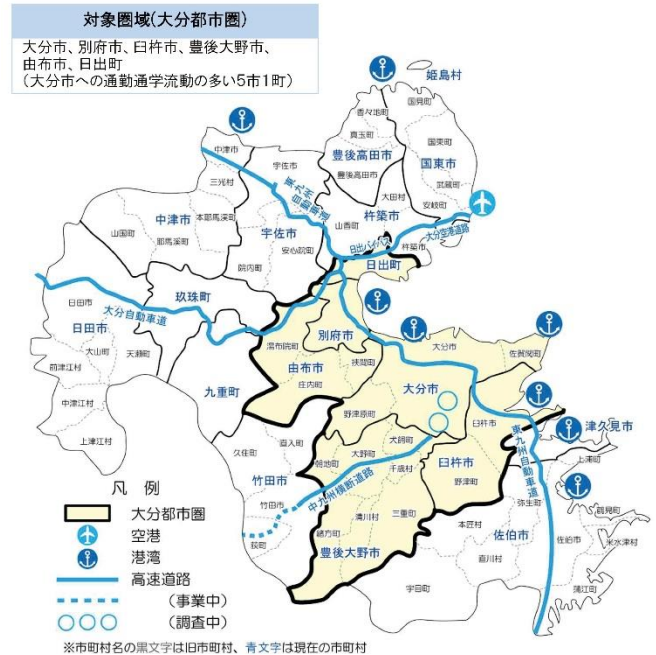 対象圏域(大分都市圏)
大分市、別府市、臼杵市、豊後大野市、
由布市、日出町
(大分市への通勤通学流動の多い5市1町)
姫島村
国見町
香々地町
真玉町
国東町
豊後高田市
国東市
豊後高田市
武蔵町
大田村
安岐町
中津市
宇佐市
三光村
東九州
自動車道
杵築市
山香町
中津市
本耶馬渓町
宇佐市
日出バイパス
杵築市
大分空港道路
山国町
耶馬溪町
安心院町
院内町
日出町
玖珠町
日田市
大分自動車道
日田市
別府市
大分市
佐賀関町
湯布院町
大山町
天瀬町
由布市
挾間町
前津江村
九重町
庄内町
大分市
中津江村
野津原町
臼杵市
津久見市
上津江村
直入町
犬飼町
久住町
大野町
東九州自動車道
上浦町
朝地町
千歳村
臼杵市
竹田市
中九州横断道路
野津町
弥生町
凡 例
竹田市
清川村
三重町
鶴見町
大分都市圏
緒方町
本匠村
佐伯市
佐伯市
米水津村
空港
荻町
豊後大野市
直川村
港湾
宇目町
蒲江町
高速道路
(事業中)
(調査中)
※市町村名の黒文字は旧市町村、青文字は現在の市町村